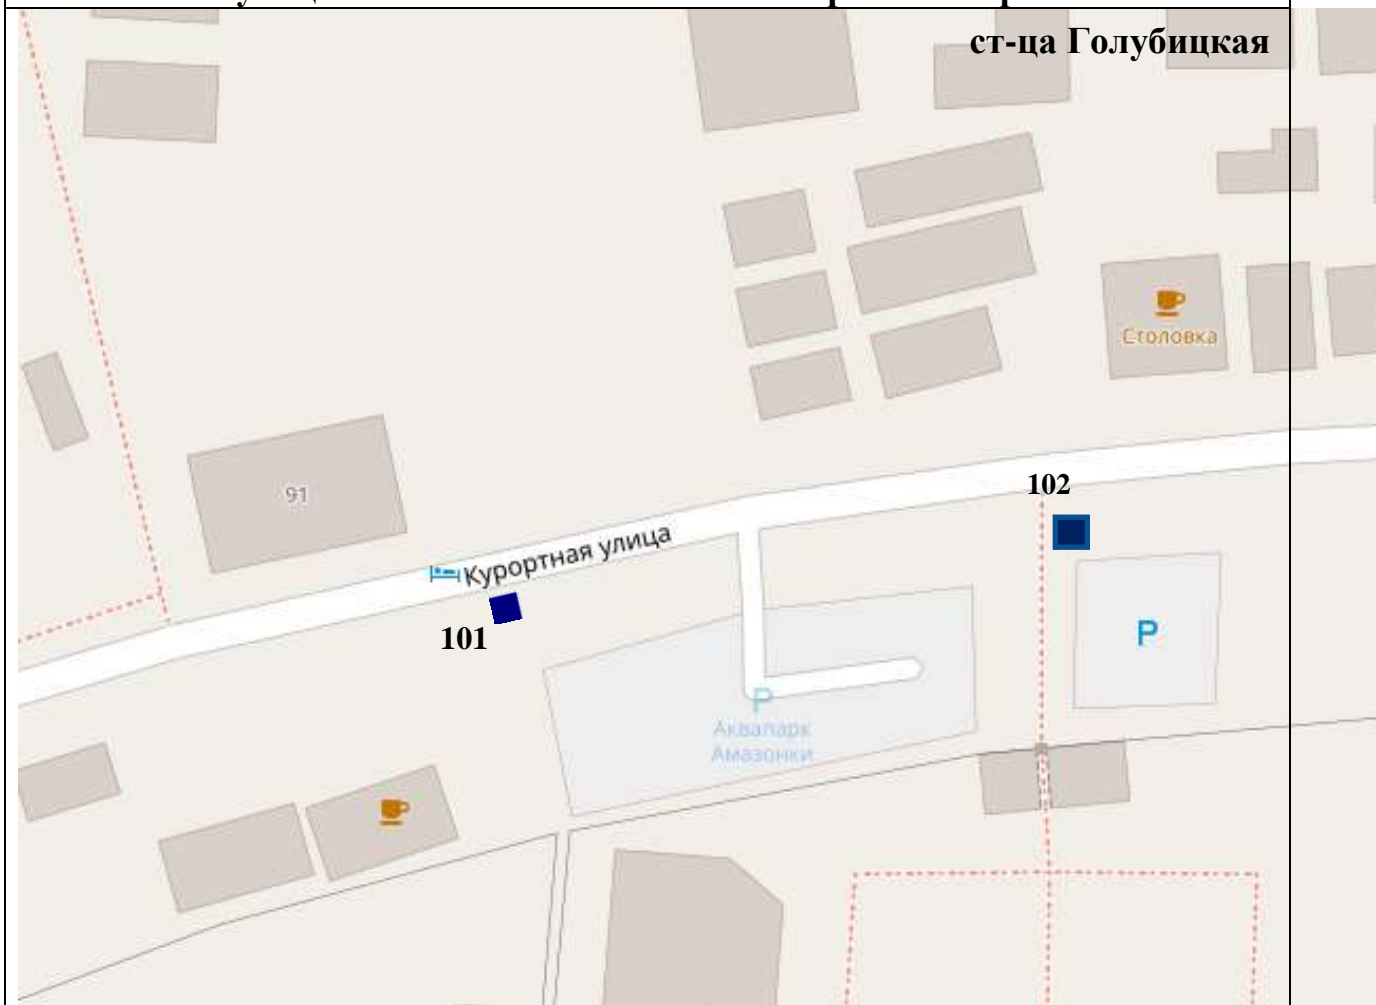 ст-ца Голубицкая
Столовка
91
102
Курортная улица
101
P
P
Аквапарк
Амазонки